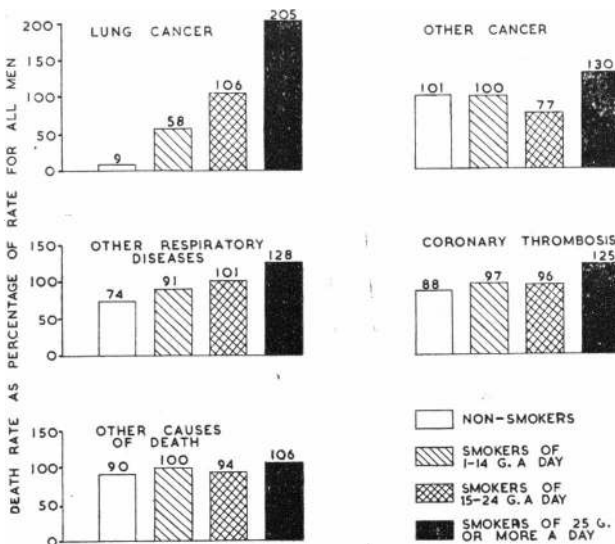 DEATH RATE AS PERCENTAGE OF RATE FOR ALL MEN
LUNG CANCER
200
150
100
50
0
9
58
106
205
OTHER CANCER
101
100
77
130
OTHER RESPIRATORY
DISEASES
150
100
50
0
74
91
101
128
CORONARY THROMBOSIS
88
97
96
125
OTHER CAUSES
OF DEATH
150
100
50
0
90
100
94
106
NON-SMOKERS
SMOKERS OF
1-14 G. A DAY
SMOKERS OF
15-24 G. A DAY
SMOKERS OF 25 G.
OR MORE A DAY